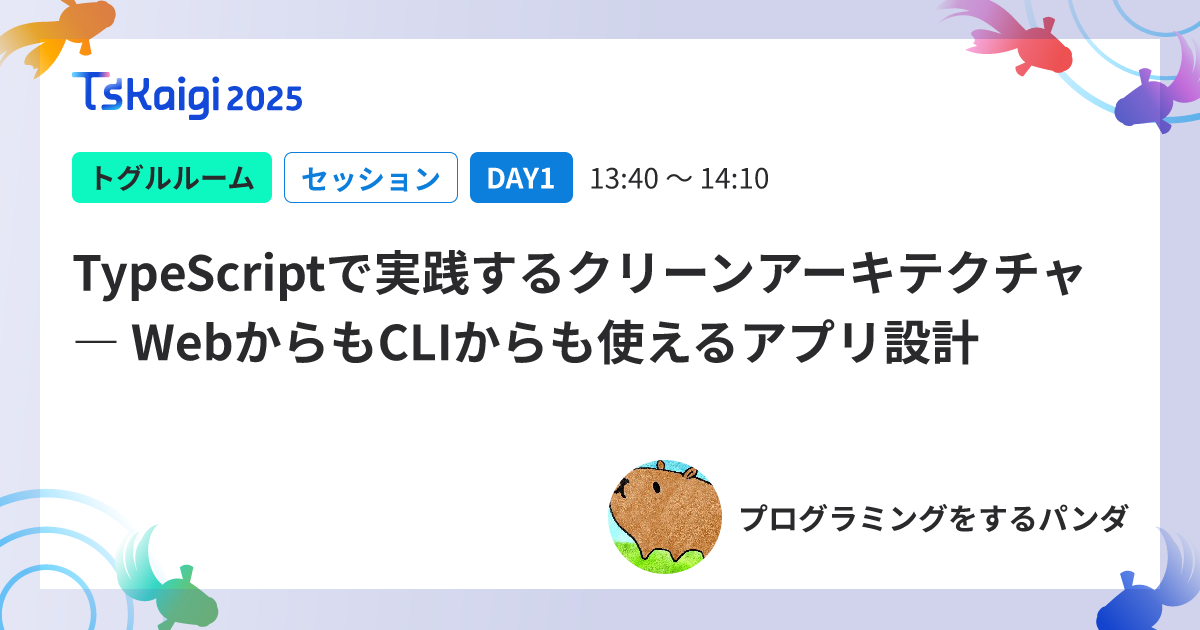 TSKaigi 2025
トグルルーム セッション DAY1 13:40 〜 14:10
TypeScriptで実践するクリーンアーキテクチャ
― WebからもCLIからも使えるアプリ設計
プログラミングをするパンダ